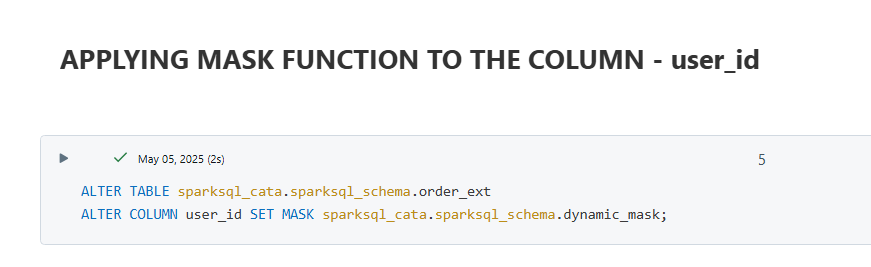 APPLYING MASK FUNCTION TO THE COLUMN - user_id
May 05, 2025 (2s)
5
ALTER TABLE sparksql_cata.sparksql_schema.order_ext
ALTER COLUMN user_id SET MASK sparksql_cata.sparksql_schema.dynamic_mask;